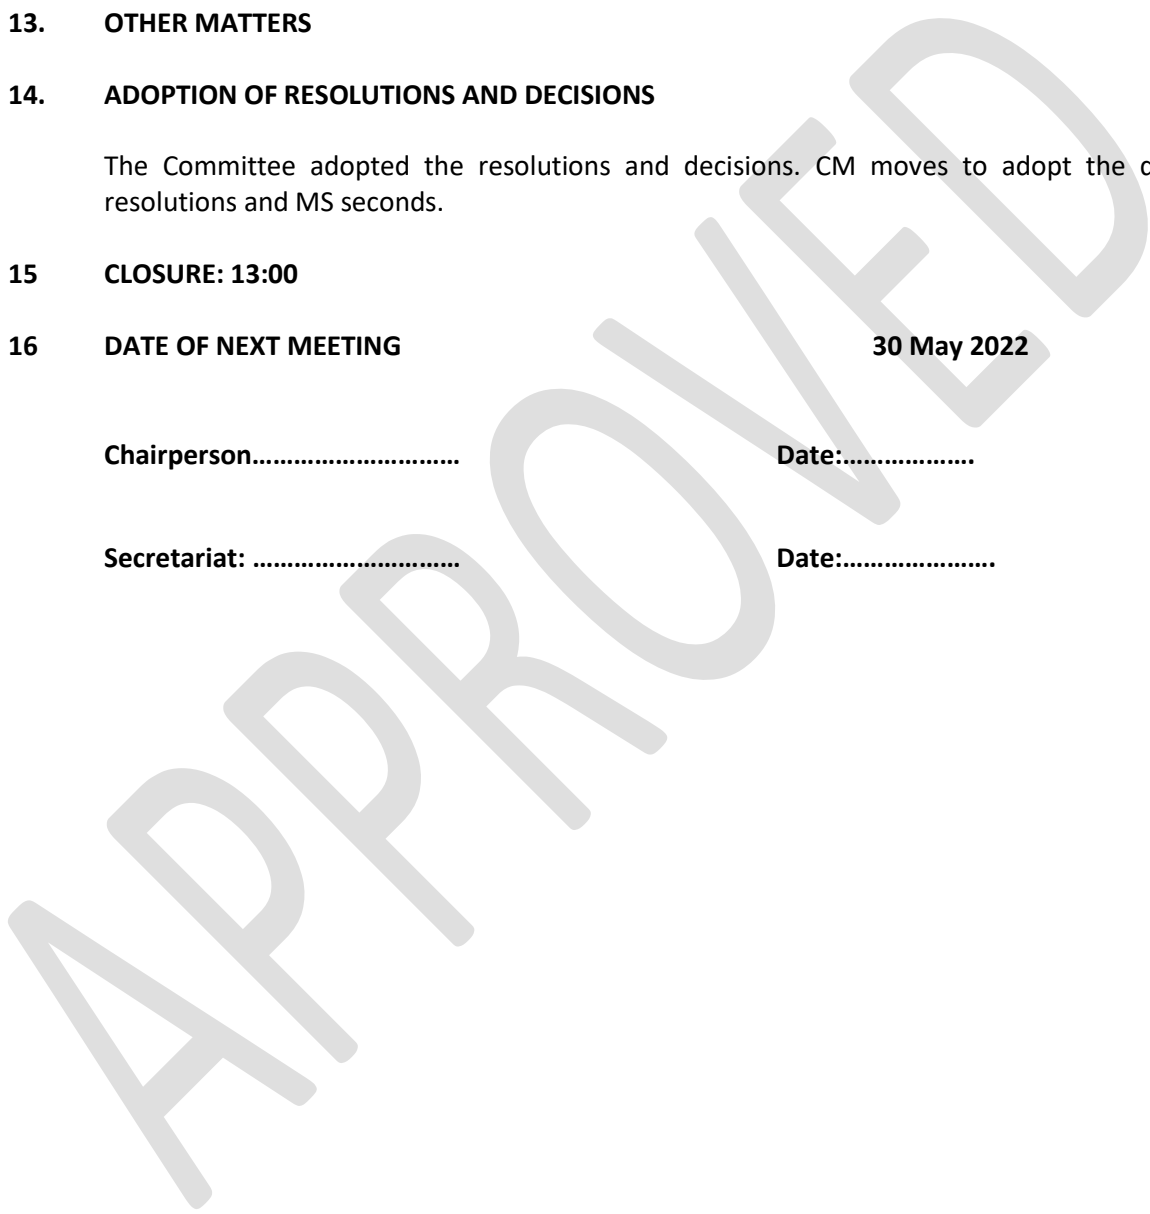 13. OTHER MATTERS
14. ADOPTION OF RESOLUTIONS AND DECISIONS
The Committee adopted the resolutions and decisions. CM moves to adopt the
resolutions and MS seconds.
15 CLOSURE: 13:00
16 DATE OF NEXT MEETING 30 May 2022
Chairperson………………………… Date:……………….
Secretariat: ………………………… Date:………………….
APPROVED